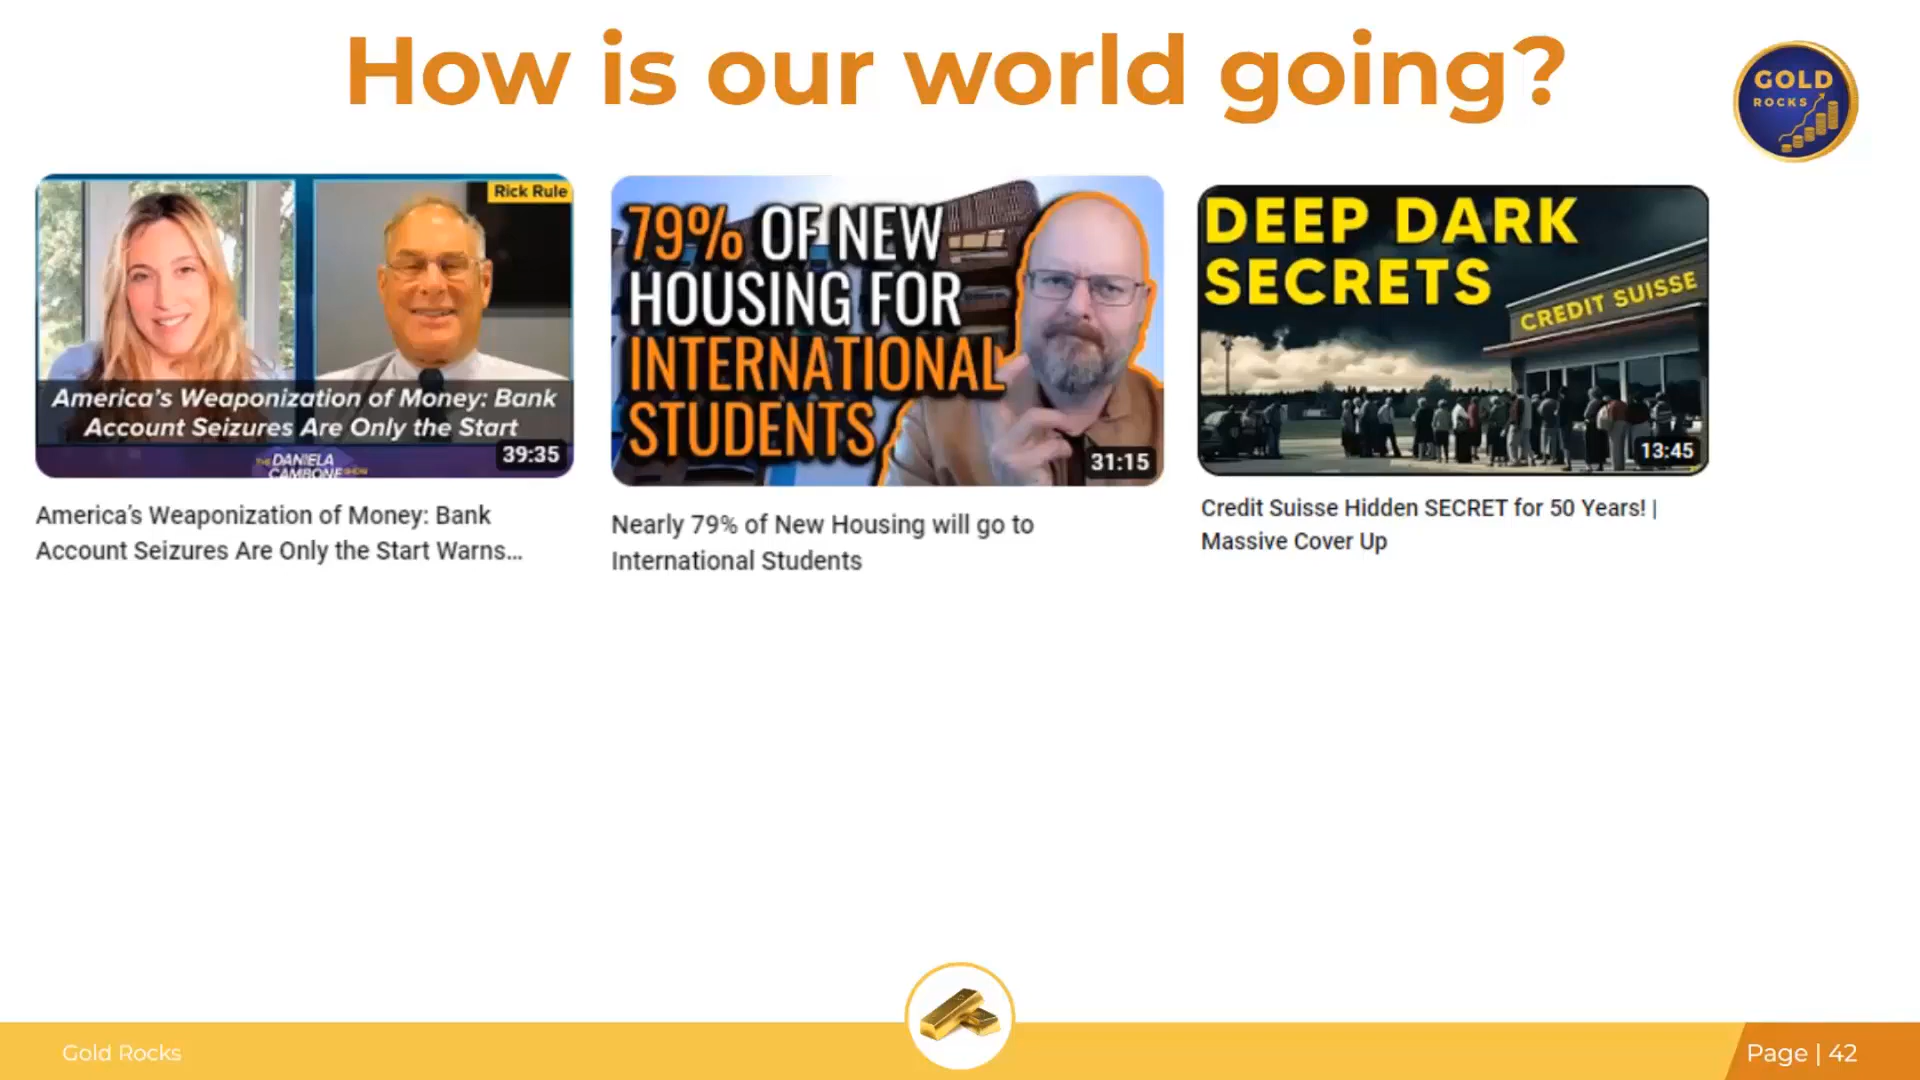 How is our world going?
GOLD
ROCKS
Rick Rule
America's Weaponization of Money: Bank
Account Seizures Are Only the Start
THE DANIELA
CAMBONE SHOW
39:35
America's Weaponization of Money: Bank
Account Seizures Are Only the Start Warns...
79% OF NEW
HOUSING FOR
INTERNATIONAL
STUDENTS
31:15
Nearly 79% of New Housing will go to
International Students
DEEP DARK
SECRETS
CREDIT SUISSE
13:45
Credit Suisse Hidden SECRET for 50 Years! |
Massive Cover Up
Gold Rocks
Page | 42